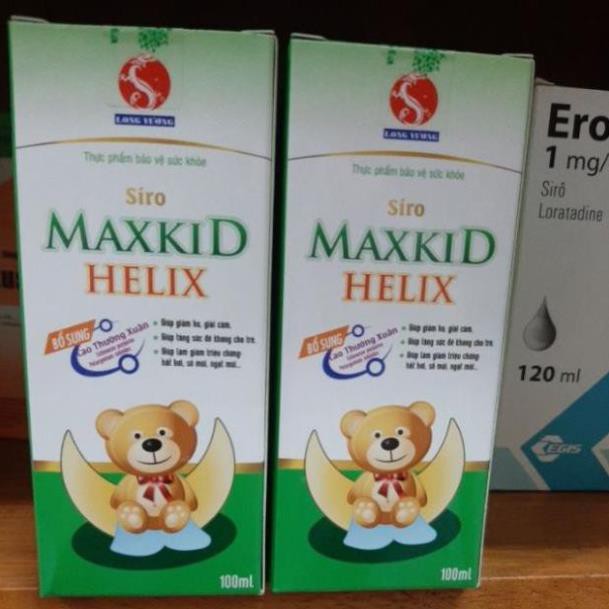 LONG VƯƠNG
Thực phẩm bảo vệ sức khỏe
Siro
MAXKID
HELIX
BỔ SUNG
Cao Thường Xuân
Giúp giảm ho, giải cảm.
Giúp tăng sức đề kháng cho trẻ.
Giúp làm giảm triệu chứng:
hắt hơi, sổ mũi, ngạt mũi...
100ml
LONG VƯƠNG
Thực phẩm bảo vệ sức khỏe
Siro
MAXKID
HELIX
BỔ SUNG
Cao Thường Xuân
Giúp giảm ho, giải cảm.
Giúp tăng sức đề kháng cho trẻ.
Giúp làm giảm triệu chứng:
hắt hơi, sổ mũi, ngạt mũi...
100ml
Ero
1 mg/
Sirô
Loratadine
120 ml
EGIS